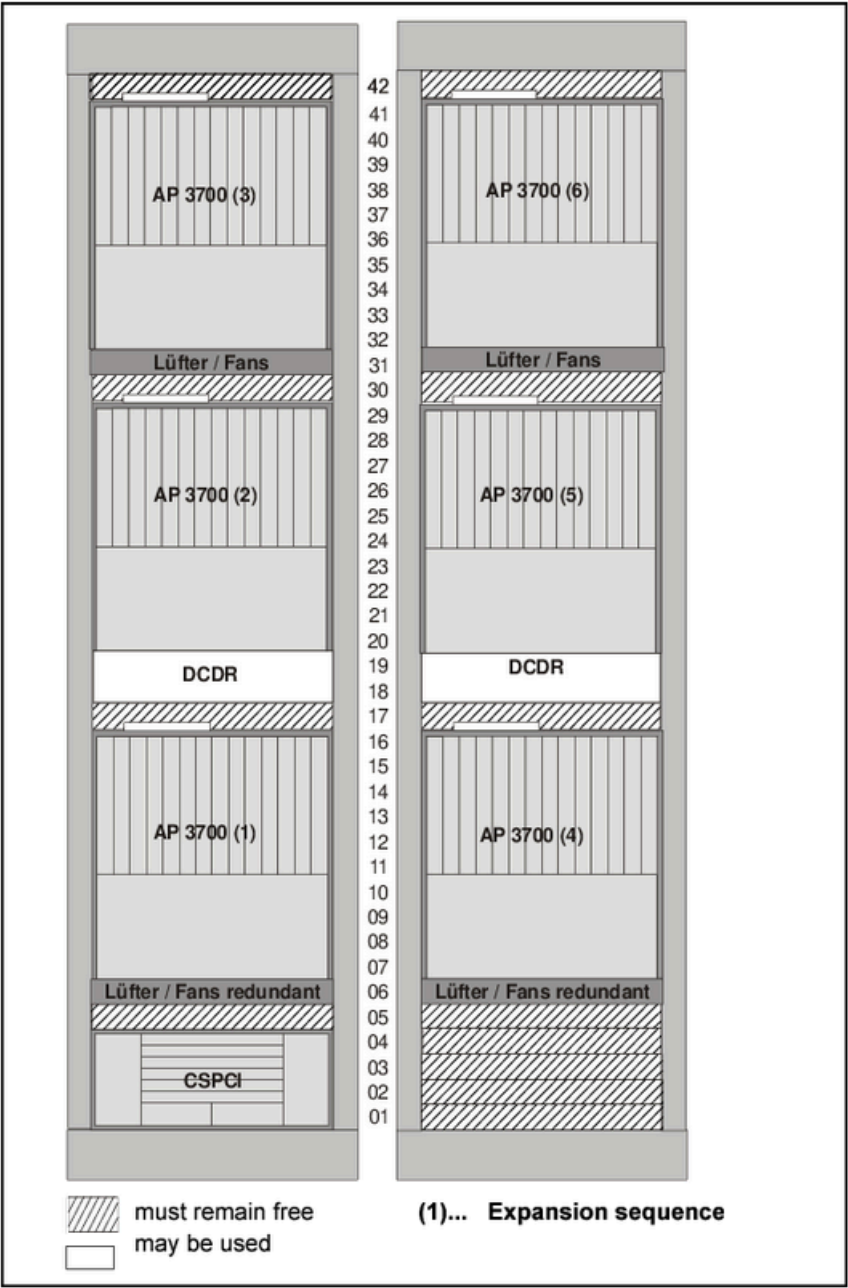 42
41
40
39
38
37
36
35
34
33
32
31
30
29
28
27
26
25
24
23
22
21
20
19
18
17
16
15
14
13
12
11
10
09
08
07
06
05
04
03
02
01
AP 3700 (3)
Lüfter / Fans
AP 3700 (2)
DCDR
AP 3700 (1)
Lüfter / Fans redundant
CSPCI
AP 3700 (6)
Lüfter / Fans
AP 3700 (5)
DCDR
AP 3700 (4)
Lüfter / Fans redundant
must remain free
may be used
(1)... Expansion sequence